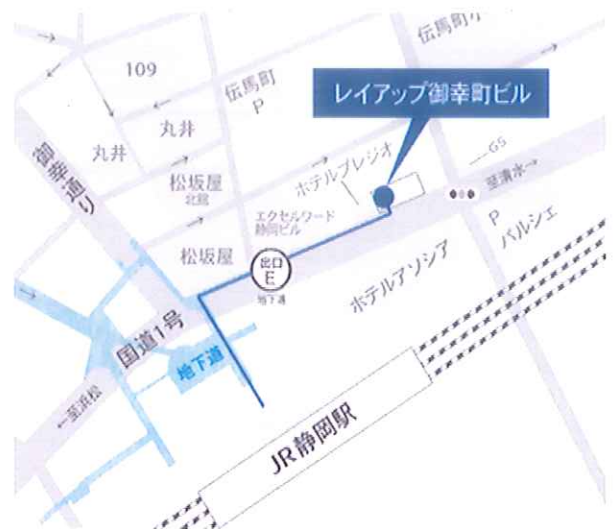 伝馬町小
109
伝馬町
P
レイアップ御幸町ビル
丸井
丸井
御幸通り
松坂屋
北館
ホテルプレジオ
GS
至清水→
エクセルワード
静岡ビル
松坂屋
出口
E
地下道
P
パルシェ
ホテルアソシア
国道1号
地下道
←至浜松
JR静岡駅